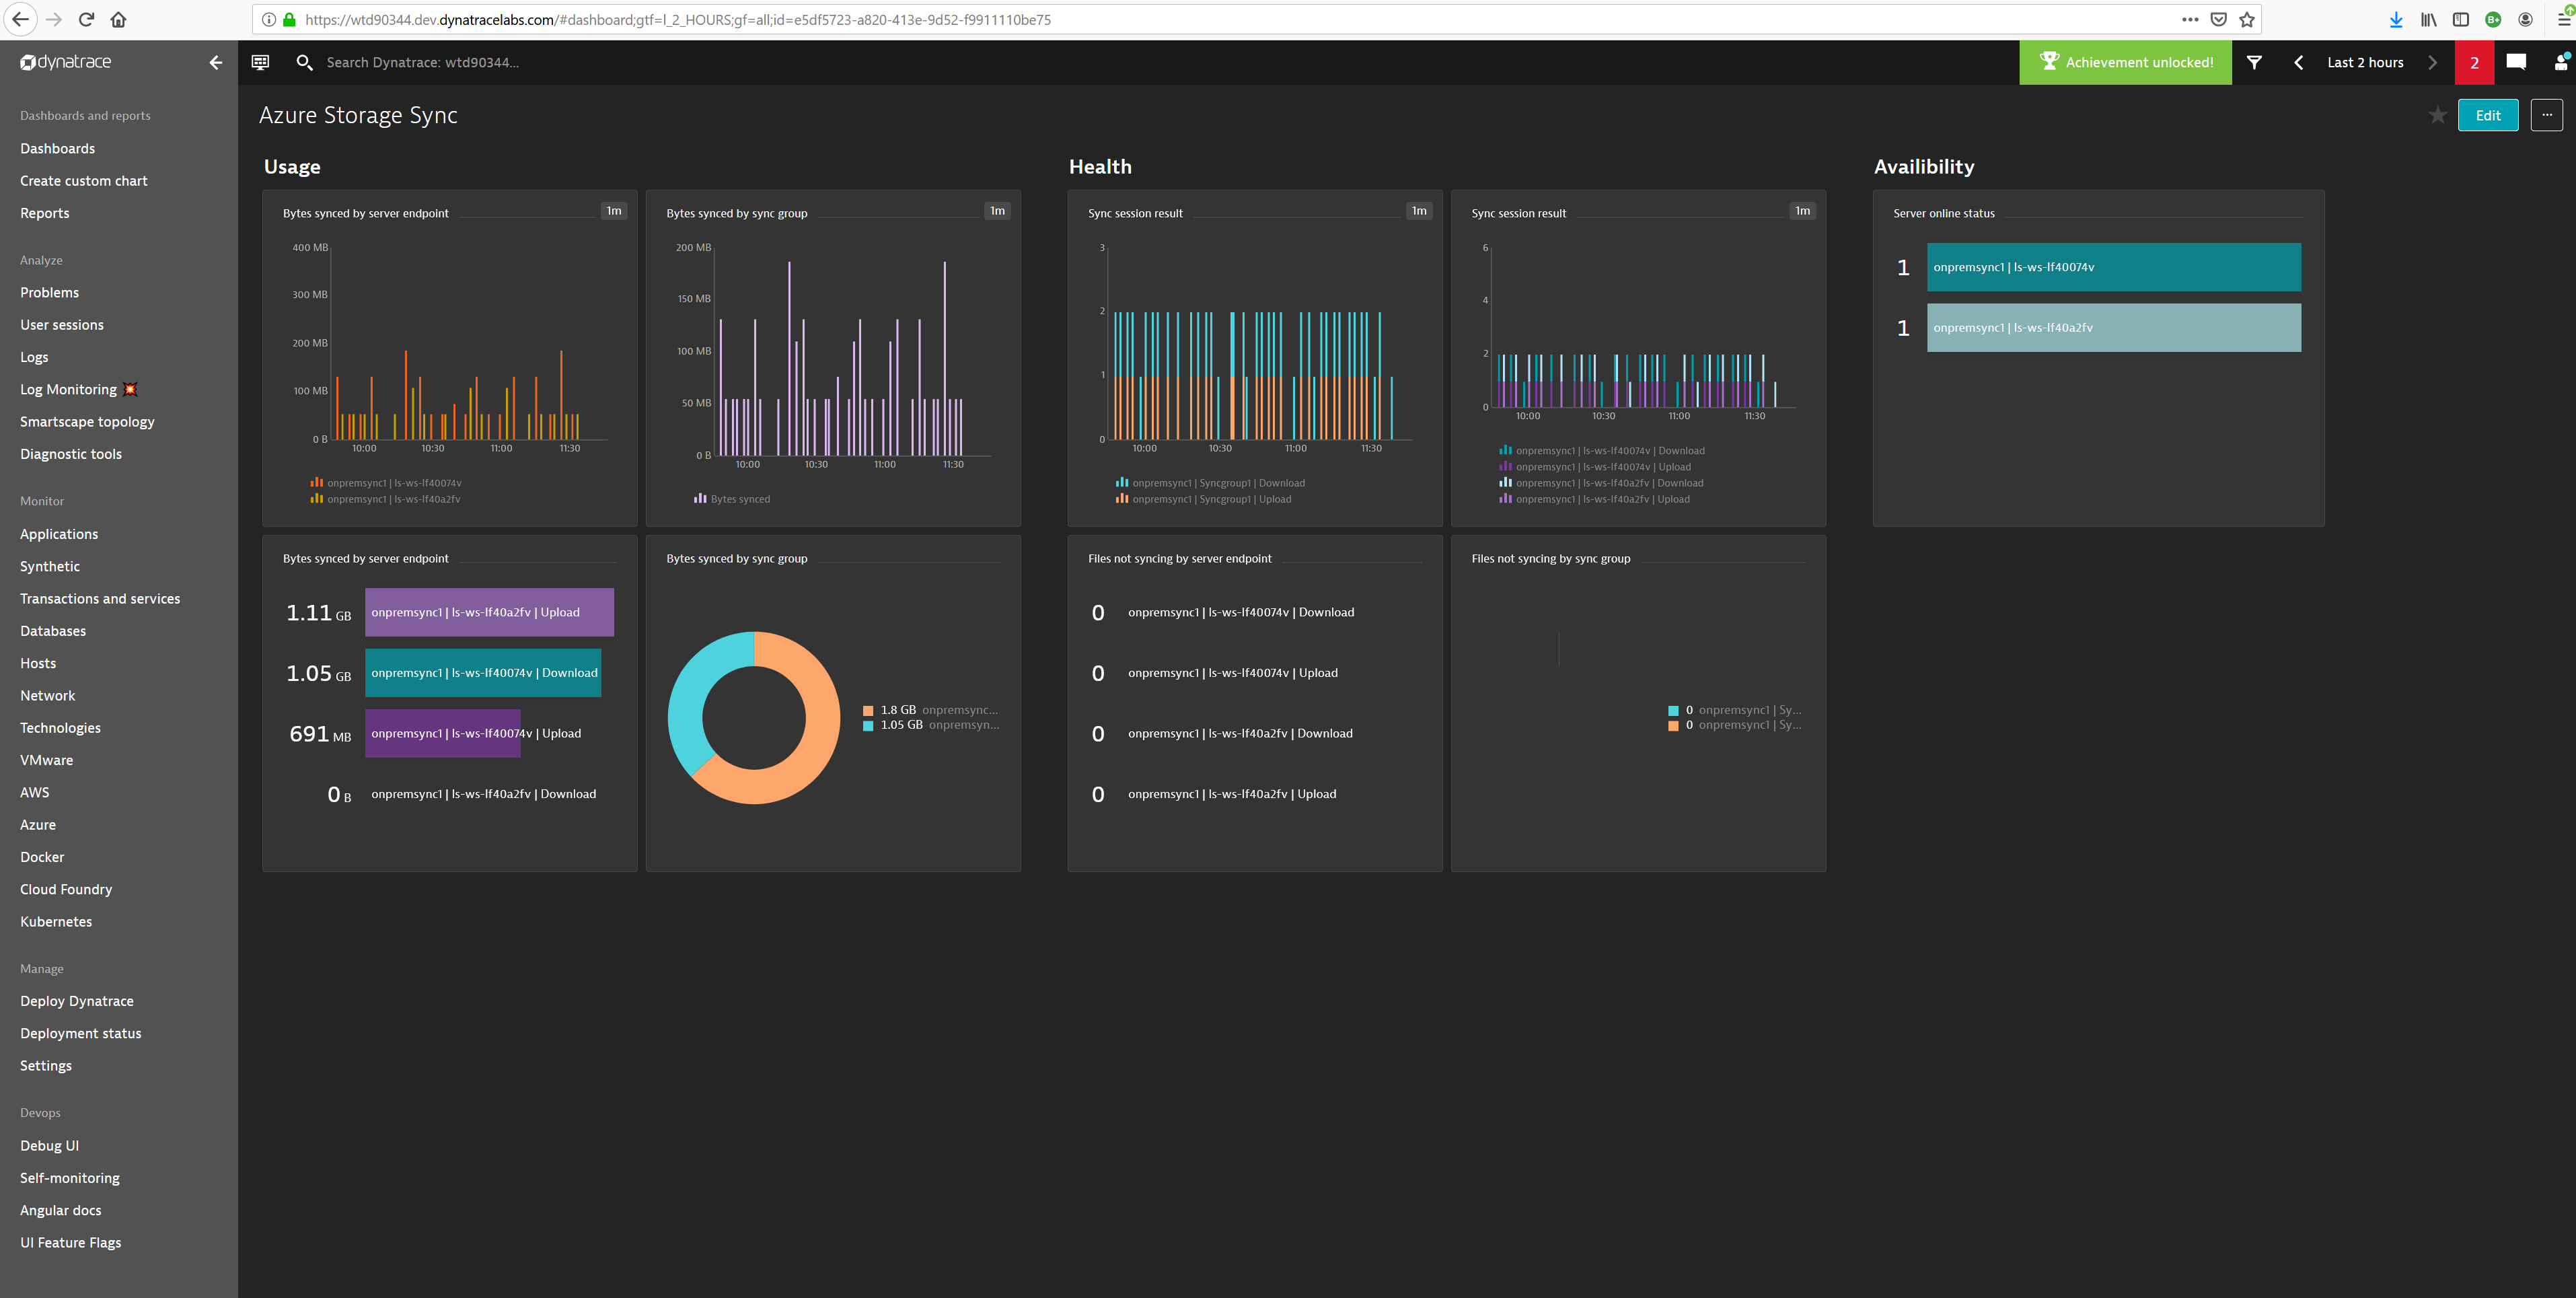 https://wtd90344.dev.dynatracelabs.com/#dashboard;gtf=l_2_HOURS;gf=all;id=e5df5723-a820-413e-9d52-f9911110be75
dynatrace
Search Dynatrace: wtd90344...
Achievement unlocked!
Last 2 hours
2
Dashboards and reports
Dashboards
Create custom chart
Reports
Analyze
Problems
User sessions
Logs
Log Monitoring
Smartscape topology
Diagnostic tools
Monitor
Applications
Synthetic
Transactions and services
Databases
Hosts
Network
Technologies
VMware
AWS
Azure
Docker
Cloud Foundry
Kubernetes
Manage
Deploy Dynatrace
Deployment status
Settings
Devops
Debug UI
Self-monitoring
Angular docs
UI Feature Flags
Azure Storage Sync
Edit
...
Usage
Bytes synced by server endpoint
1m
400 MB
300 MB
200 MB
100 MB
0 B
10:00 10:30 11:00 11:30
onpremsync1 | ls-ws-lf40074v
onpremsync1 | ls-ws-lf40a2fv
Bytes synced by sync group
1m
200 MB
150 MB
100 MB
50 MB
0 B
10:00 10:30 11:00 11:30
Bytes synced
Bytes synced by server endpoint
1.11 GB onpremsync1 | ls-ws-lf40a2fv | Upload
1.05 GB onpremsync1 | ls-ws-lf40074v | Download
691 MB onpremsync1 | ls-ws-lf40074v | Upload
0 B onpremsync1 | ls-ws-lf40a2fv | Download
Bytes synced by sync group
1.8 GB onpremsync...
1.05 GB onpremsyn...
Health
Sync session result
1m
3
2
1
0
10:00 10:30 11:00 11:30
onpremsync1 | Syncgroup1 | Download
onpremsync1 | Syncgroup1 | Upload
Sync session result
1m
6
4
2
0
10:00 10:30 11:00 11:30
onpremsync1 | ls-ws-lf40074v | Download
onpremsync1 | ls-ws-lf40074v | Upload
onpremsync1 | ls-ws-lf40a2fv | Download
onpremsync1 | ls-ws-lf40a2fv | Upload
Files not syncing by server endpoint
0 onpremsync1 | ls-ws-lf40074v | Download
0 onpremsync1 | ls-ws-lf40074v | Upload
0 onpremsync1 | ls-ws-lf40a2fv | Download
0 onpremsync1 | ls-ws-lf40a2fv | Upload
Files not syncing by sync group
0 onpremsync1 | Sy...
0 onpremsync1 | Sy...
Availibility
Server online status
1 onpremsync1 | ls-ws-lf40074v
1 onpremsync1 | ls-ws-lf40a2fv